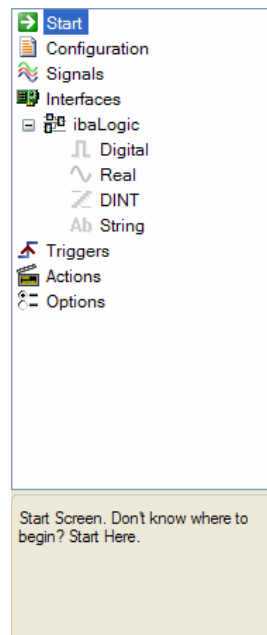 Start
Configuration
Signals
Interfaces
ibaLogic
Digital
Real
DINT
Ab String
Triggers
Actions
Options
Start Screen. Don't know where to
begin? Start Here.